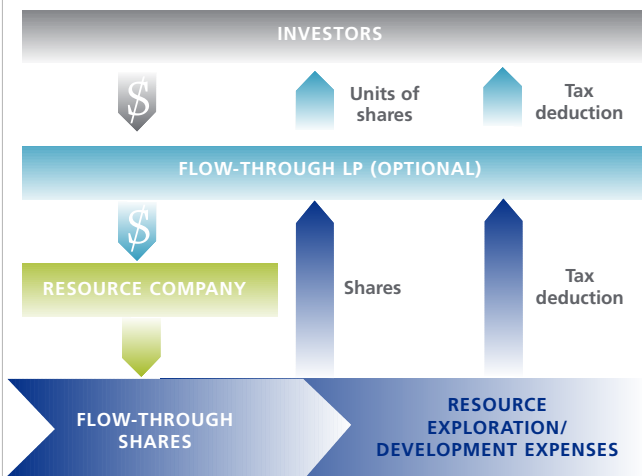 INVESTORS
$
Units of
shares
Tax
deduction
FLOW-THROUGH LP (OPTIONAL)
$
RESOURCE COMPANY
Shares
Tax
deduction
FLOW-THROUGH
SHARES
RESOURCE
EXPLORATION/
DEVELOPMENT EXPENSES